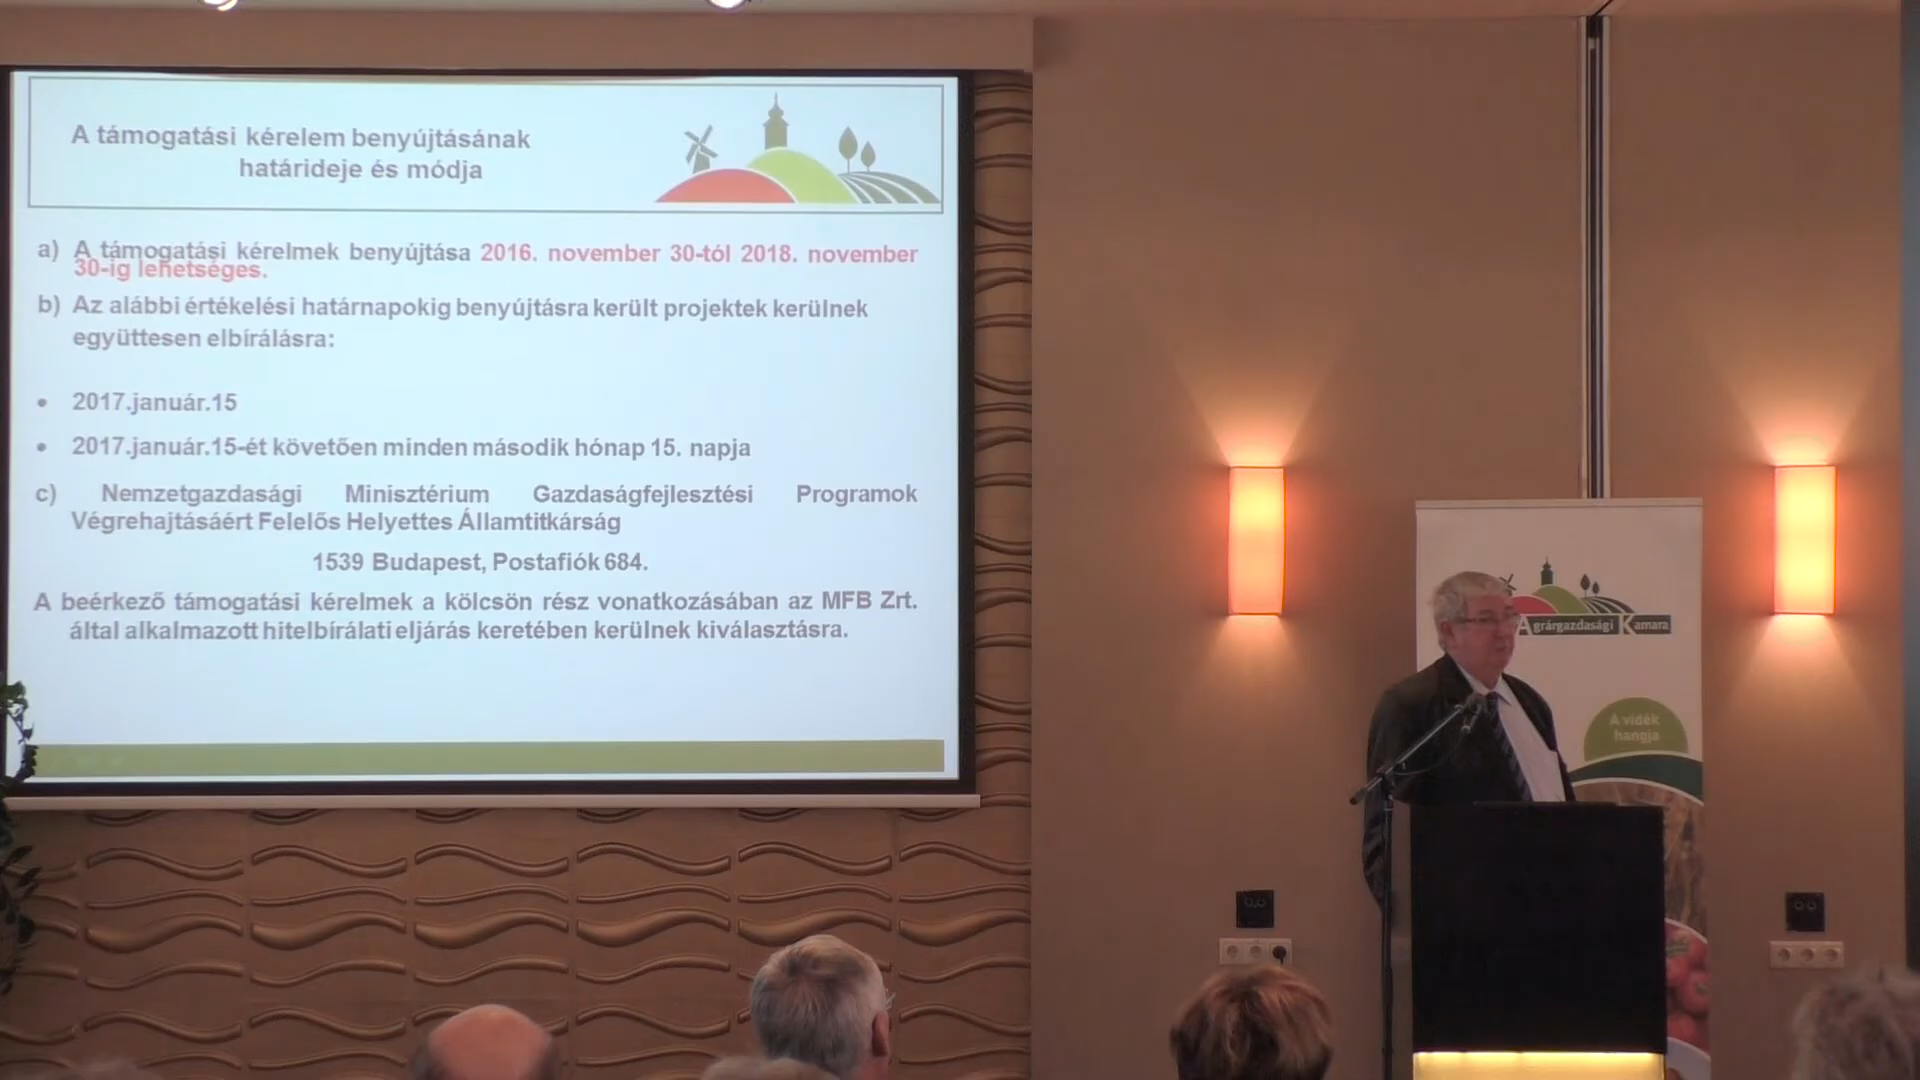 A támogatási kérelem benyújtásának
határideje és módja
a) A támogatási kérelmek benyújtása 2016. november 30-tól 2018. november
30-ig lehetséges.
b) Az alábbi értékelési határnapokig benyújtásra került projektek kerülnek
együttesen elbírálásra:
• 2017.január.15
• 2017.január.15-ét követően minden második hónap 15. napja
c) Nemzetgazdasági Minisztérium Gazdaságfejlesztési Programok
Végrehajtásáért Felelős Helyettes Államtitkárság
1539 Budapest, Postafiók 684.
A beérkező támogatási kérelmek a kölcsön rész vonatkozásában az MFB Zrt.
által alkalmazott hitelbírálati eljárás keretében kerülnek kiválasztásra.
Agrárgazdasági Kamara
A vidék
hangja